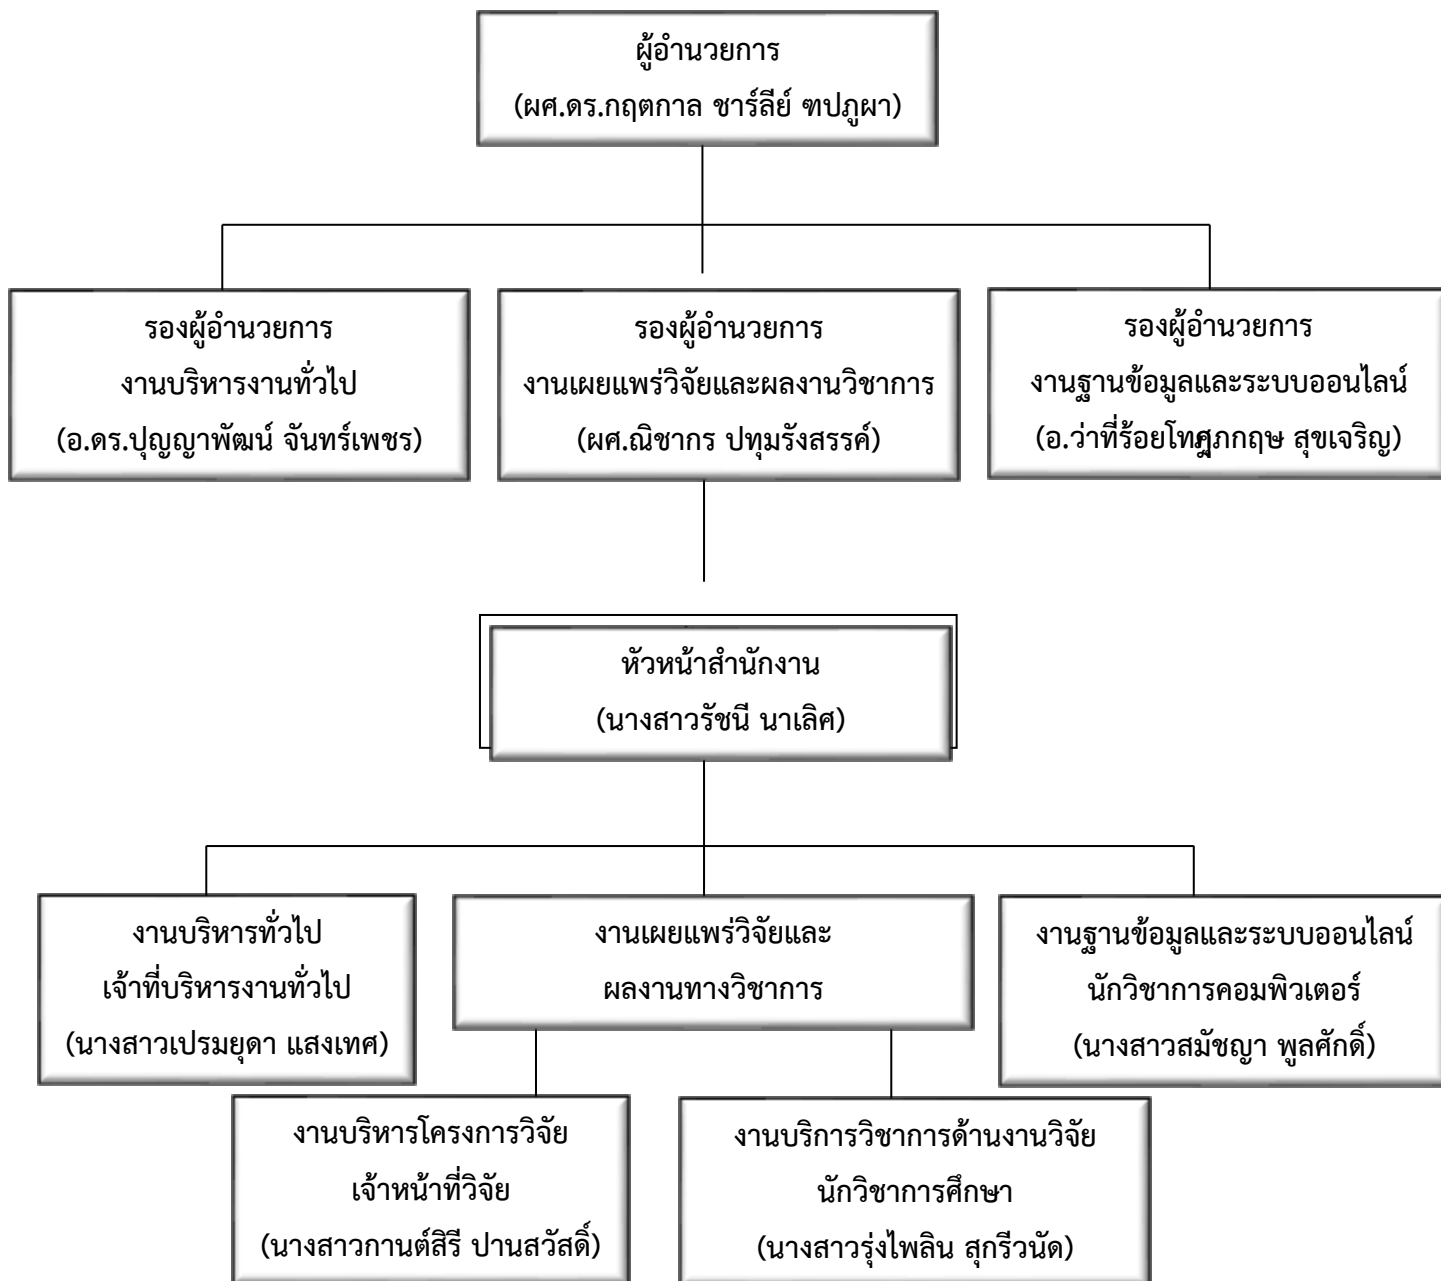 ผู้อำนวยการ
(ผศ.ดร.กฤตกาล ชาร์ลีย์ ฑปภูผา)
รองผู้อำนวยการ
งานบริหารงานทั่วไป
(อ.ดร.ปุญญาพัฒน์ จันทร์เพชร)
รองผู้อำนวยการ
งานเผยแพร่วิจัยและผลงานวิชาการ
(ผศ.ณิชากร ปทุมรังสรรค์)
รองผู้อำนวยการ
งานฐานข้อมูลและระบบออนไลน์
(อ.ว่าที่ร้อยโทศุภกฤษ สุขเจริญ)
หัวหน้าสำนักงาน
(นางสาวรัชนี นาเลิศ)
งานบริหารทั่วไป
เจ้าที่บริหารงานทั่วไป
(นางสาวเปรมยุดา แสงเทศ)
งานเผยแพร่วิจัยและ
ผลงานทางวิชาการ
งานฐานข้อมูลและระบบออนไลน์
นักวิชาการคอมพิวเตอร์
(นางสาวสมัชญา พูลศักดิ์)
งานบริหารโครงการวิจัย
เจ้าหน้าที่วิจัย
(นางสาวกานต์สิรี ปานสวัสดิ์)
งานบริการวิชาการด้านงานวิจัย
นักวิชาการศึกษา
(นางสาวรุ่งไพลิน สุกรีวนัด)